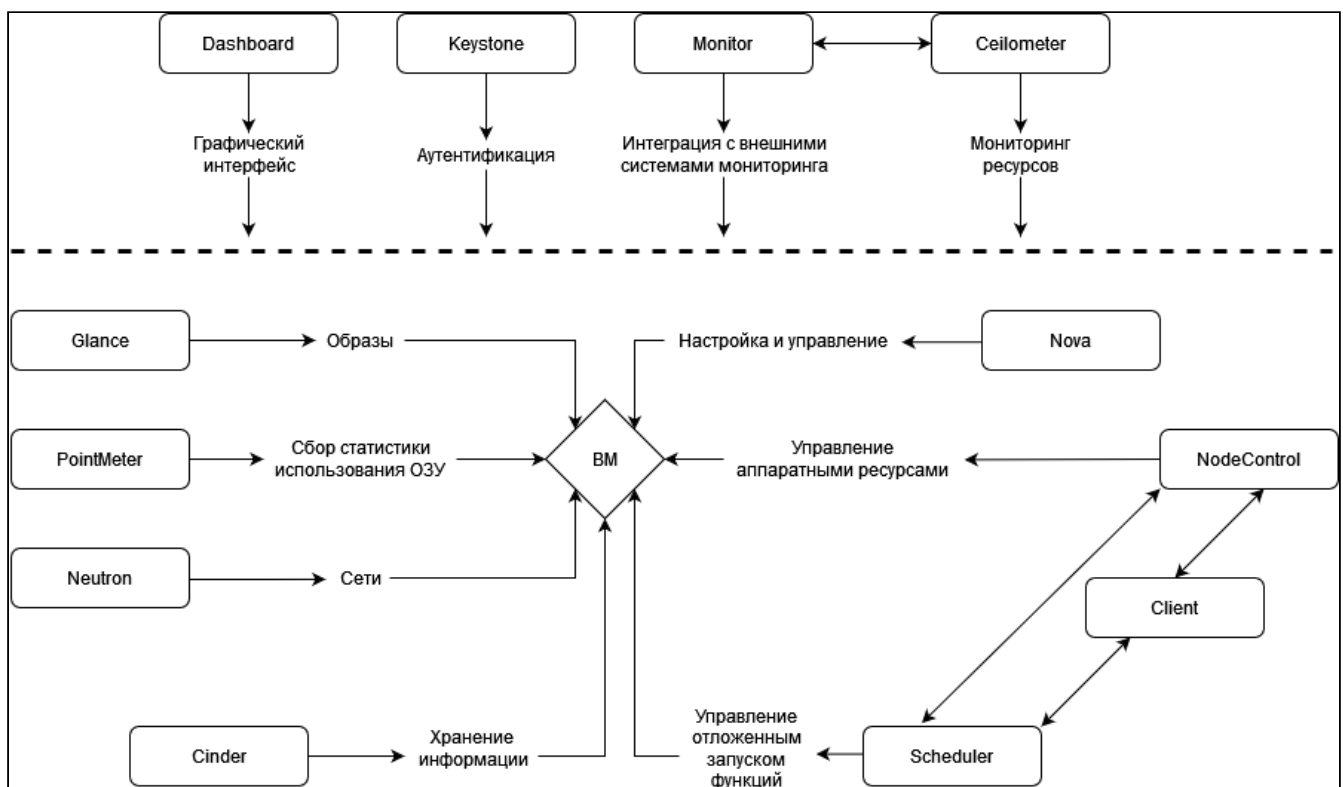 Dashboard
Keystone
Monitor
Ceilometer
Графический
интерфейс
Аутентификация
Интеграция с внешними
системами мониторинга
Мониторинг
ресурсов
Glance
Образы
Настройка и управление
Nova
PointMeter
Сбор статистики
использования ОЗУ
ВМ
Управление
аппаратными ресурсами
NodeControl
Neutron
Сети
Client
Cinder
Хранение
информации
Управление
отложенным
запуском
функций
Scheduler